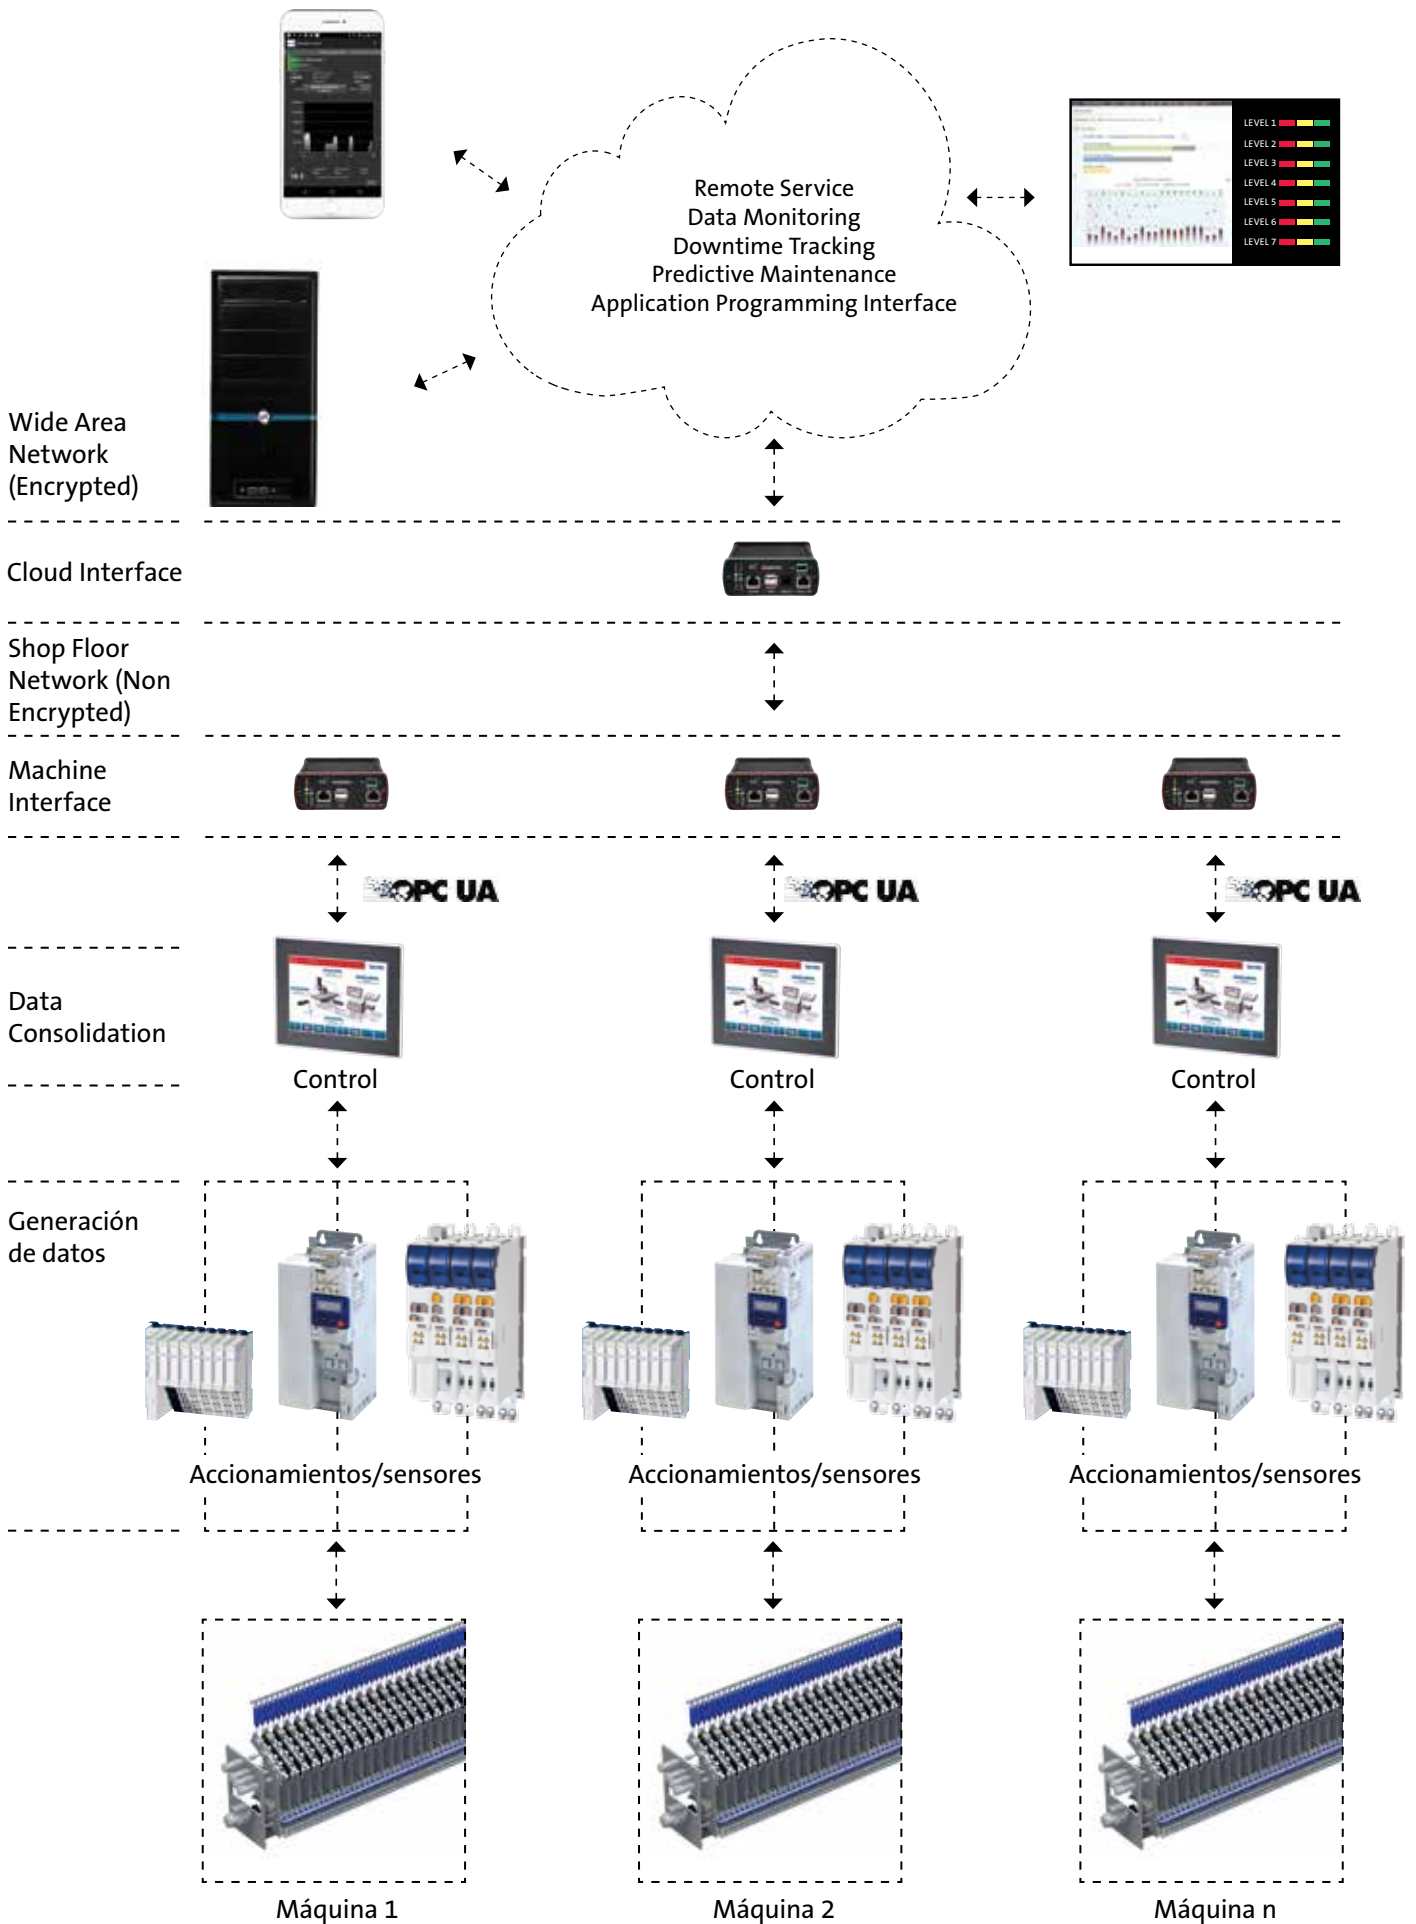 LEVEL 1
LEVEL 2
LEVEL 3
LEVEL 4
LEVEL 5
LEVEL 6
LEVEL 7
Remote Service
Data Monitoring
Downtime Tracking
Predictive Maintenance
Application Programming Interface
Wide Area
Network
(Encrypted)
Cloud Interface
Shop Floor
Network (Non
Encrypted)
Machine
Interface
OPC UA
OPC UA
OPC UA
Data
Consolidation
Control
Control
Control
Generación
de datos
Accionamientos/sensores
Accionamientos/sensores
Accionamientos/sensores
Máquina 1
Máquina 2
Máquina n